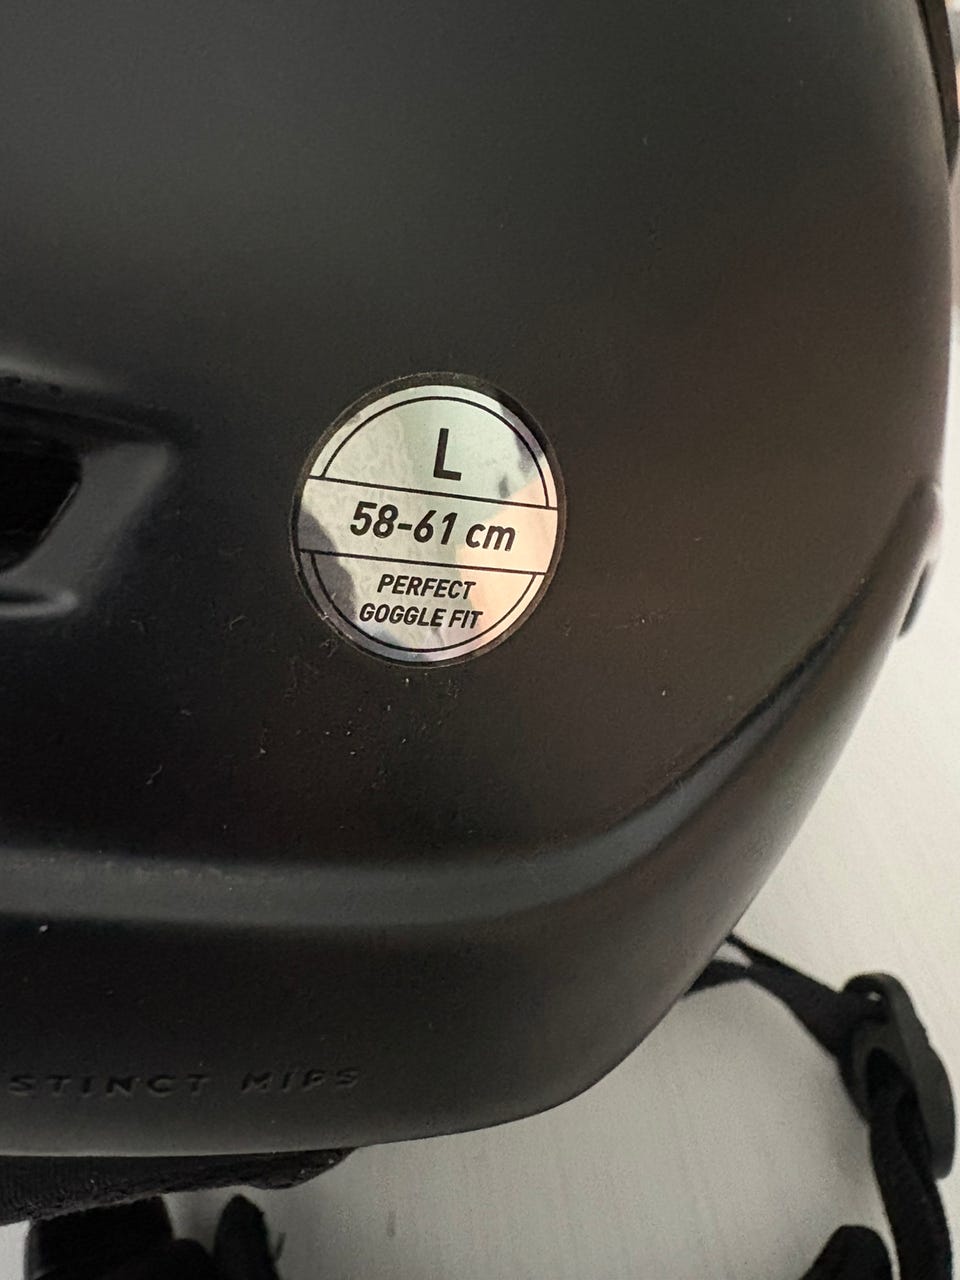 L
58-61 cm
PERFECT
GOGGLE FIT
STINCT MIPS